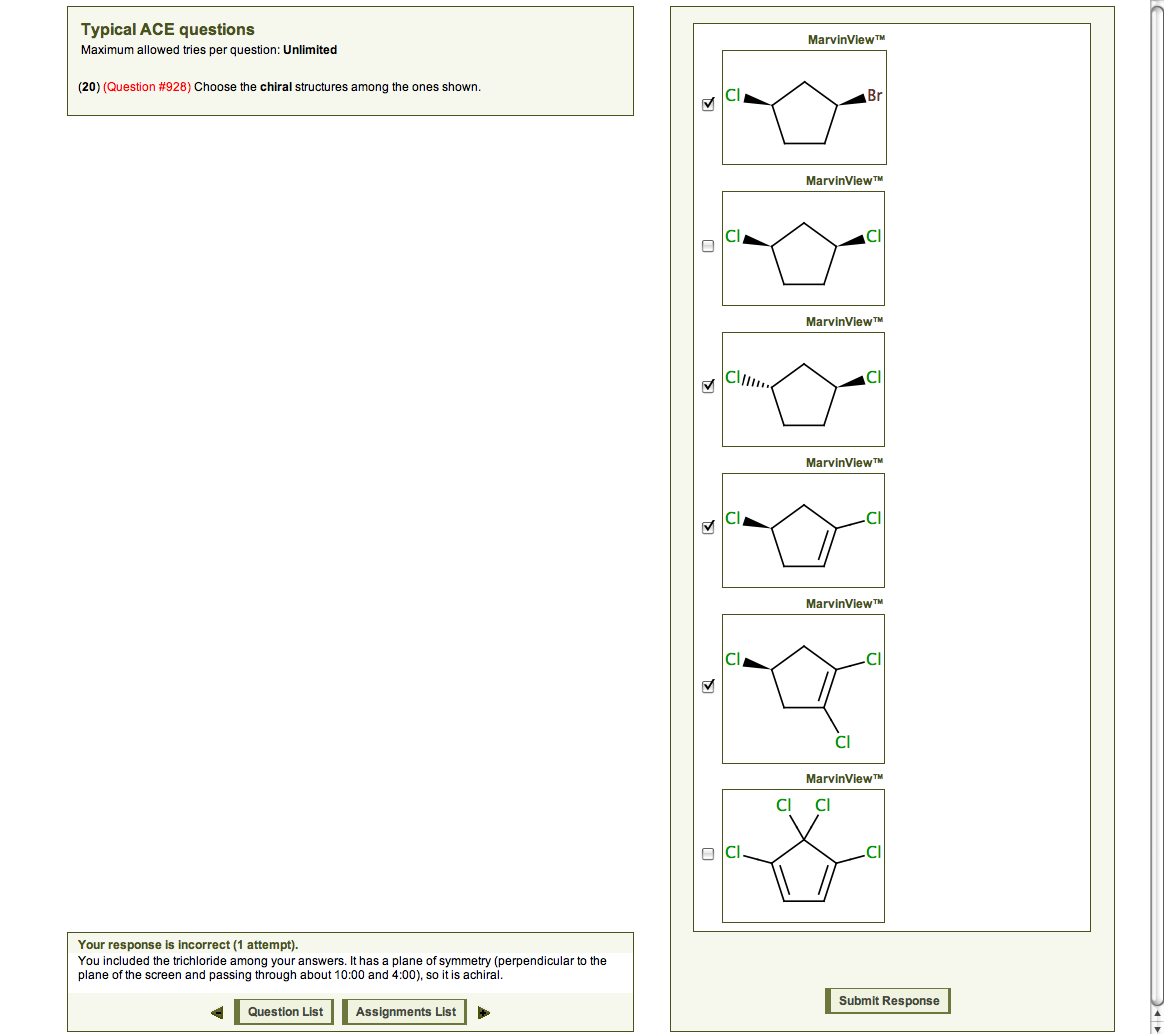 Typical ACE questions
Maximum allowed tries per question: Unlimited
(20) (Question #928) Choose the chiral structures among the ones shown.
MarvinView™
Cl Br
MarvinView™
Cl Cl
MarvinView™
Cl Cl
MarvinView™
Cl Cl
MarvinView™
Cl Cl
Cl
MarvinView™
Cl Cl
Cl Cl
Your response is incorrect (1 attempt).
You included the trichloride among your answers. It has a plane of symmetry (perpendicular to the
plane of the screen and passing through about 10:00 and 4:00), so it is achiral.
Question List Assignments List
Submit Response